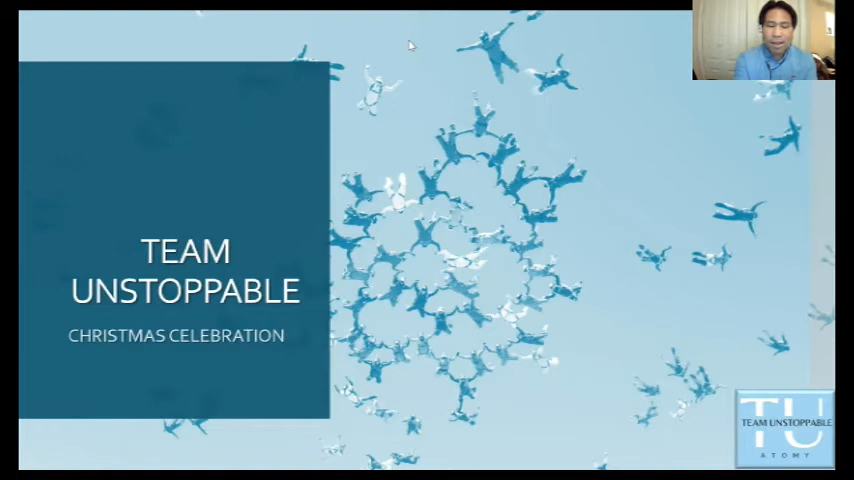 TEAM
UNSTOPPABLE
CHRISTMAS CELEBRATION
TU
TEAM UNSTOPPABLE
ATOMY